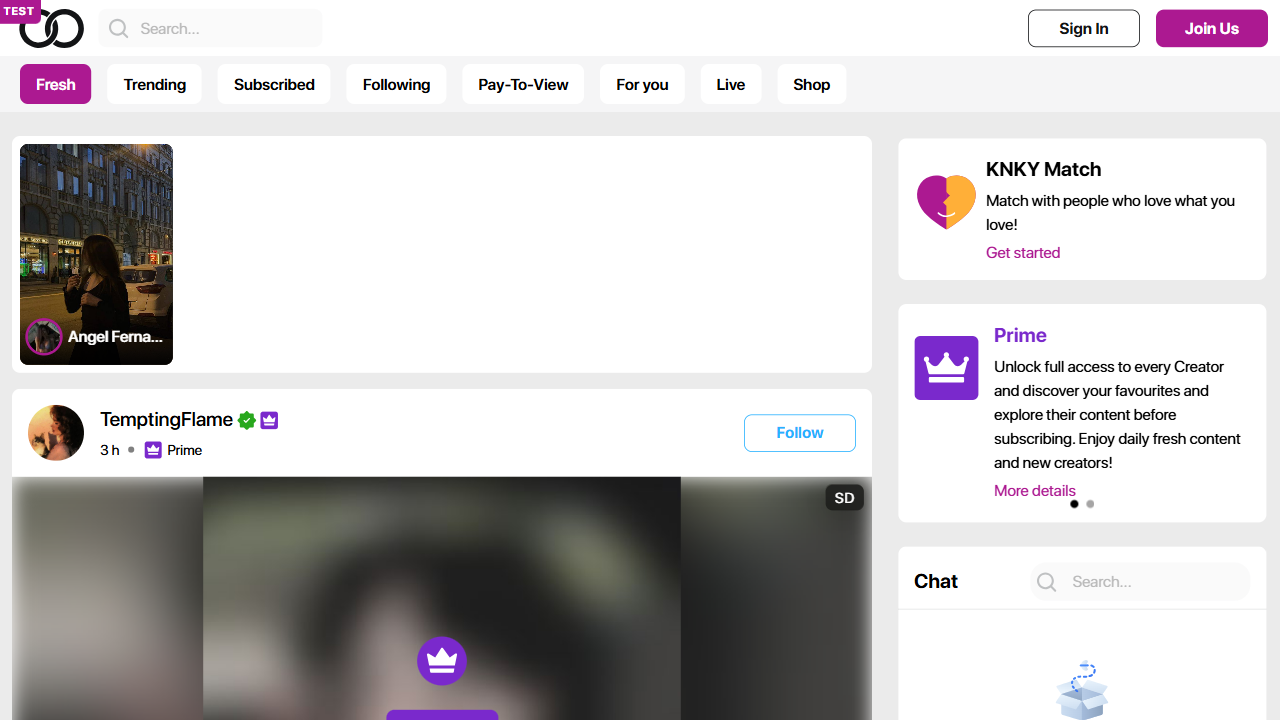 TEST
Search...
Sign In
Join Us
Fresh
Trending
Subscribed
Following
Pay-To-View
For you
Live
Shop
Angel Ferna...
KNKY Match
Match with people who love what you
love!
Get started
Prime
Unlock full access to every Creator
and discover your favourites and
explore their content before
subscribing. Enjoy daily fresh content
and new creators!
More details
TemptingFlame
3 h
Prime
Follow
SD
Chat
Search...